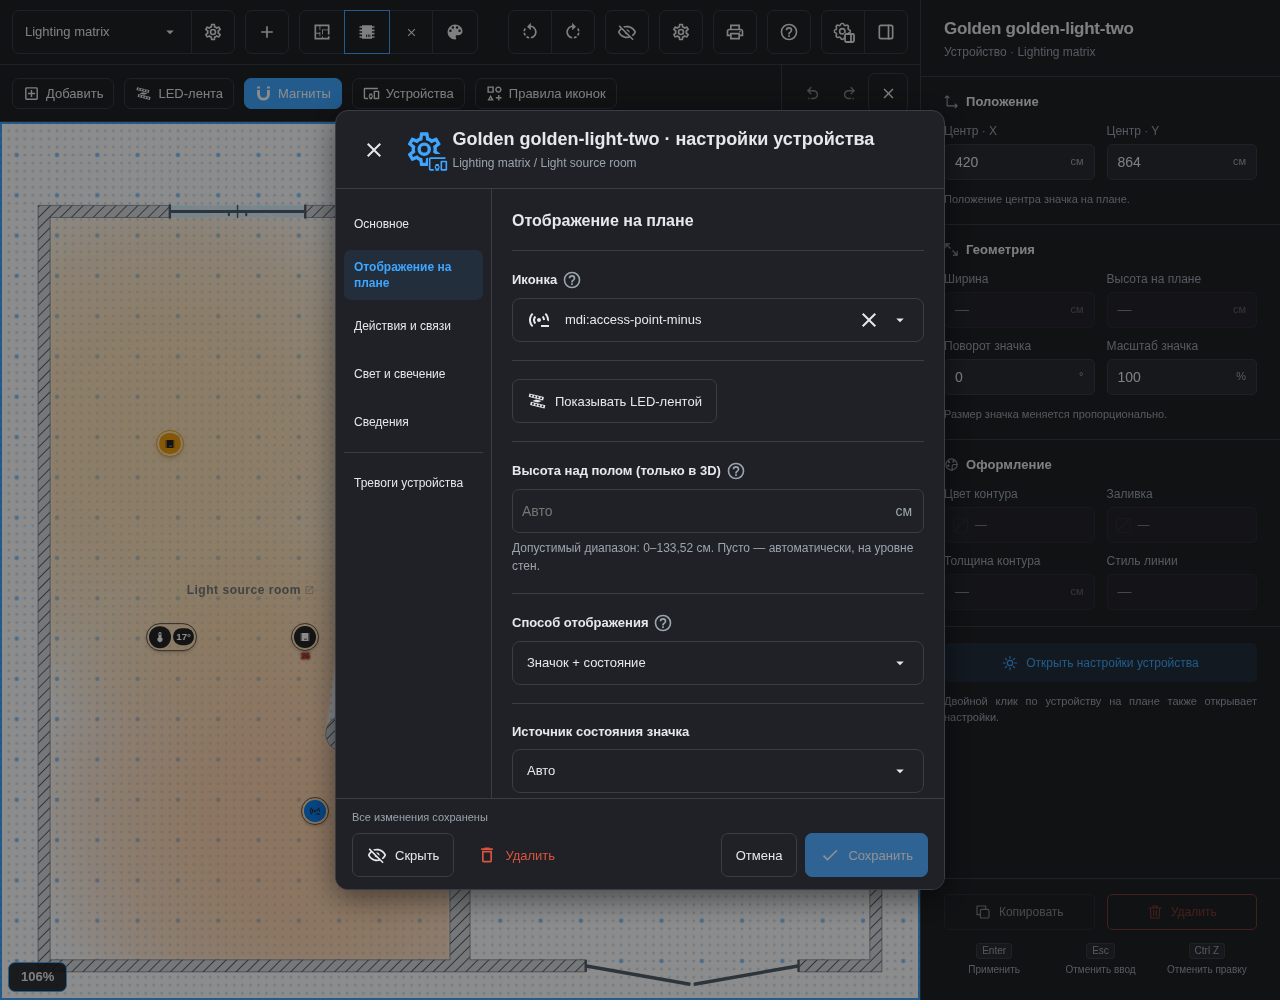 Lighting matrix
Golden golden-light-two
Устройство · Lighting matrix
Добавить
LED-лента
Магниты
Устройства
Правила иконок
Golden golden-light-two · настройки устройства
Lighting matrix / Light source room
Основное
Отображение на плане
Действия и связи
Свет и свечение
Сведения
Тревоги устройства
Отображение на плане
Иконка
mdi:access-point-minus
Показывать LED-лентой
Высота над полом (только в 3D)
Авто
см
Допустимый диапазон: 0–133,52 см. Пусто — автоматически, на уровне
стен.
Способ отображения
Значок + состояние
Источник состояния значка
Авто
Все изменения сохранены
Скрыть
Удалить
Отмена
Сохранить
Light source room
17°
106%
Положение
Центр · X
Центр · Y
420 см
864 см
Положение центра значка на плане.
Геометрия
Ширина
Высота на плане
— см
— см
Поворот значка
Масштаб значка
0 °
100 %
Размер значка меняется пропорционально.
Оформление
Цвет контура
Заливка
—
—
Толщина контура
Стиль линии
— см
—
Открыть настройки устройства
Двойной клик по устройству на плане также открывает
настройки.
Копировать
Удалить
Enter
Esc
Ctrl Z
Применить
Отменить ввод
Отменить правку